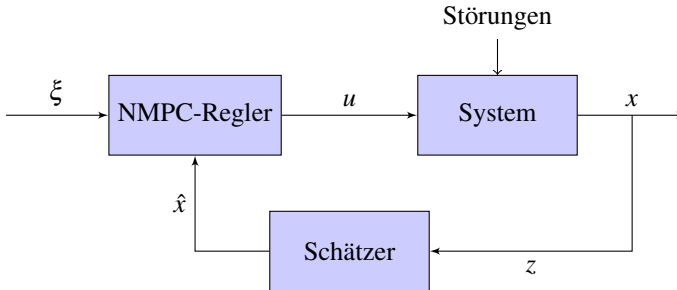 Störungen
ξ
NMPC-Regler
u
System
x
x̂
Schätzer
z